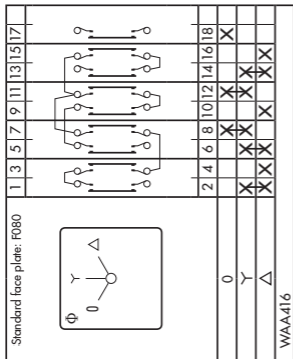 Standard face plate: F080 1 3 5 7 9 11 13 15 17
0 Y Δ
2 4 6 8 10 12 14 16 18
0 X X X
Y X X X X X
Δ X X X X X X
WAA416